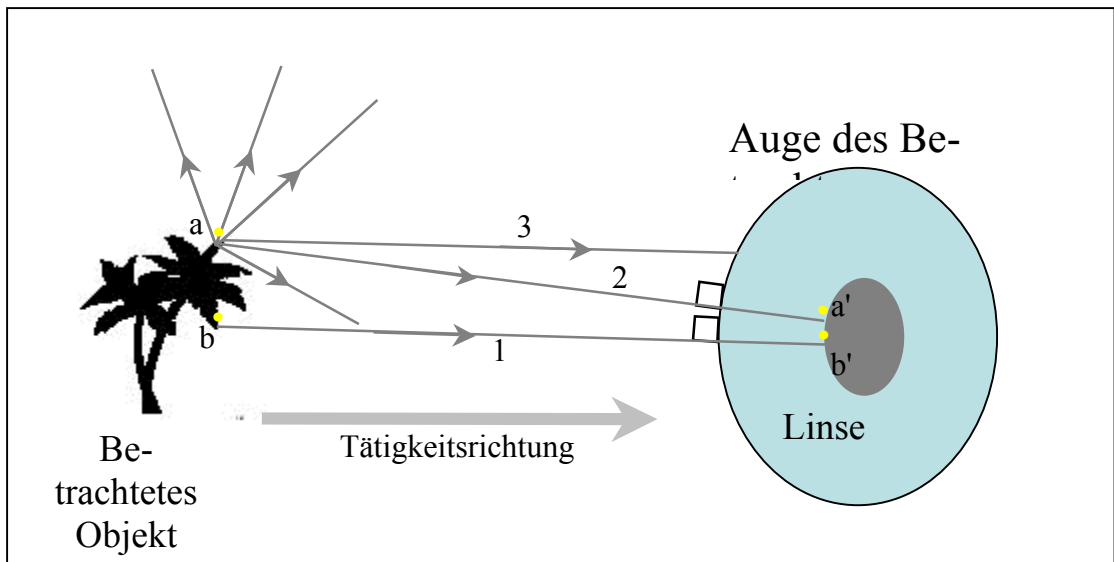 Auge des Be-
a
3
2
a'
b
1
b'
Linse
Tätigkeitsrichtung
Be-
trachtetes
Objekt